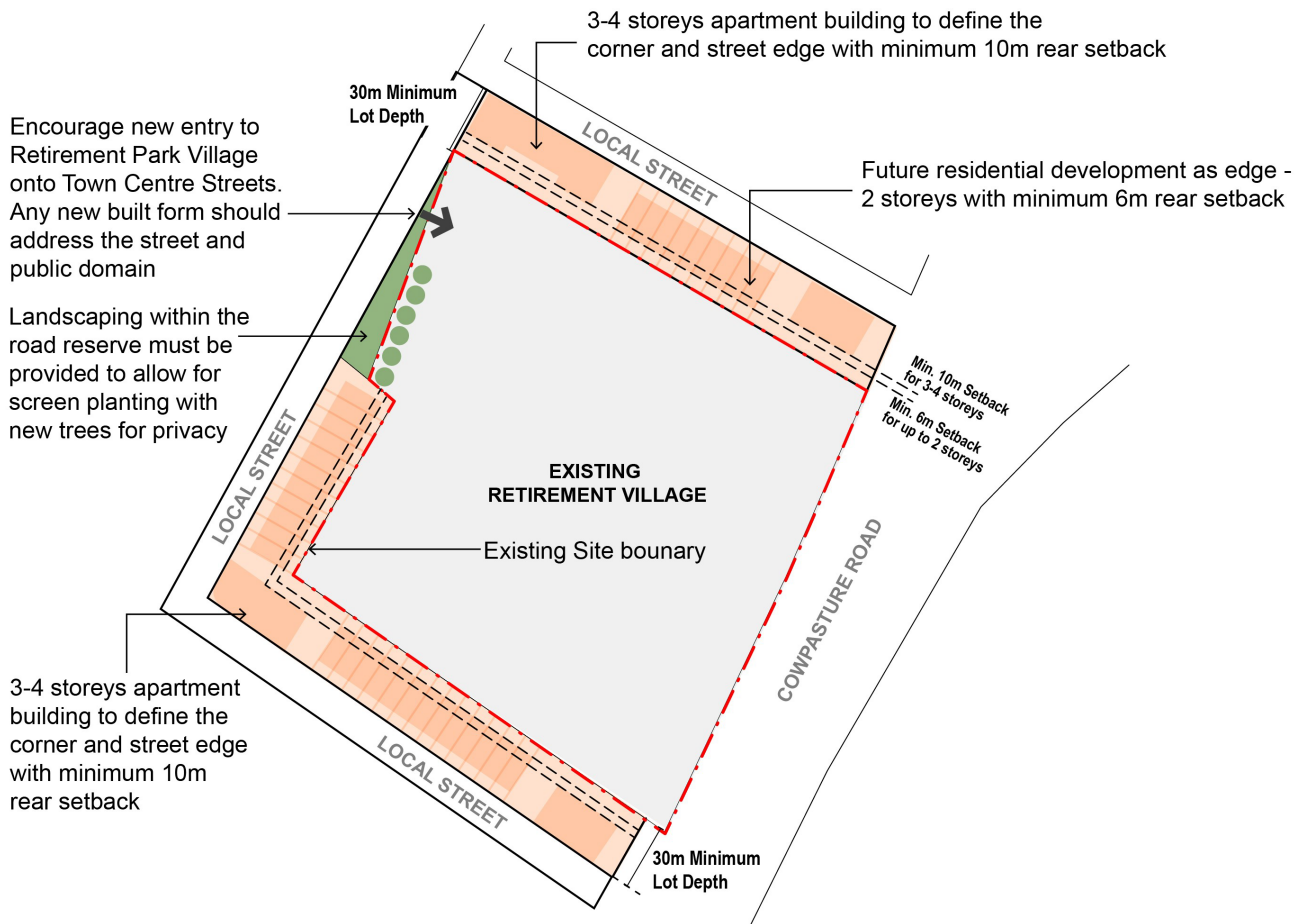 3-4 storeys apartment building to define the
corner and street edge with minimum 10m rear setback
30m Minimum
Lot Depth
LOCAL STREET
Encourage new entry to
Retirement Park Village
onto Town Centre Streets.
Any new built form should
address the street and
public domain
Future residential development as edge -
2 storeys with minimum 6m rear setback
Landscaping within the
road reserve must be
provided to allow for
screen planting with
new trees for privacy
Min. 10m Setback
for 3-4 storeys
Min. 6m Setback
for up to 2 storeys
LOCAL STREET
EXISTING
RETIREMENT VILLAGE
Existing Site bounary
COWPASTURE ROAD
3-4 storeys apartment
building to define the
corner and street edge
with minimum 10m
rear setback
LOCAL STREET
30m Minimum
Lot Depth